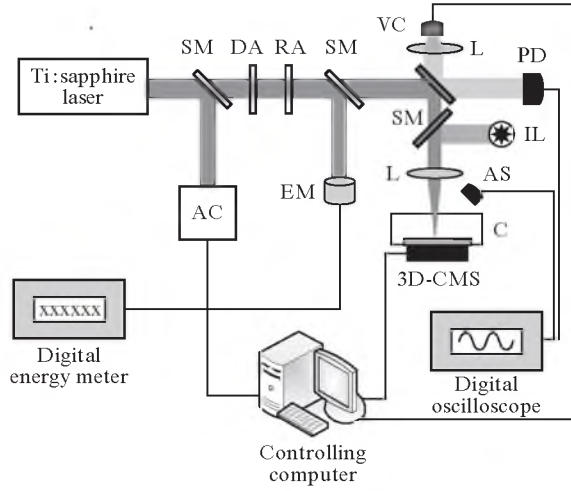 VC
L
SM
DA
RA
SM
PD
Ti:sapphire
laser
SM
IL
L
AS
EM
AC
C
3D-CMS
XXXXXX
Digital
energy meter
Digital
oscilloscope
Controlling
computer